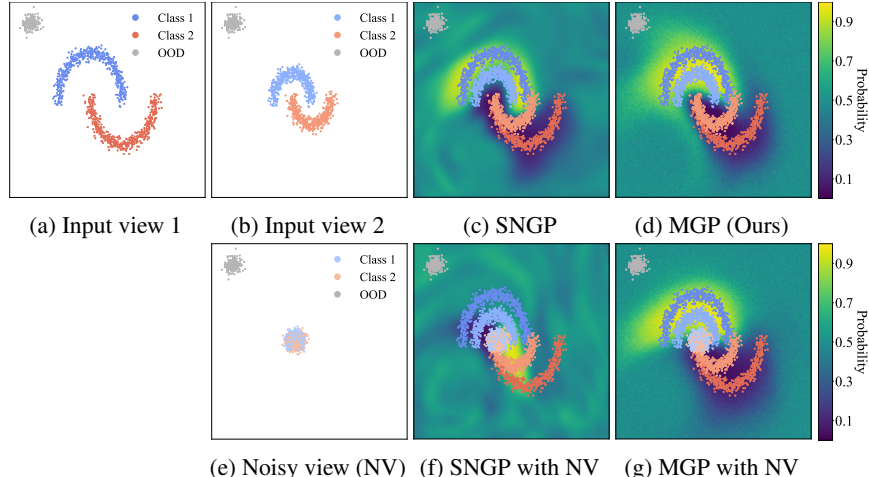 Class 1
Class 2
OOD
Class 1
Class 2
OOD
0.9
0.7
0.5
0.3
0.1
Probability
(a) Input view 1
(b) Input view 2
(c) SNGP
(d) MGP (Ours)
Class 1
Class 2
OOD
0.9
0.7
0.5
0.3
0.1
Probability
(e) Noisy view (NV)
(f) SNGP with NV
(g) MGP with NV